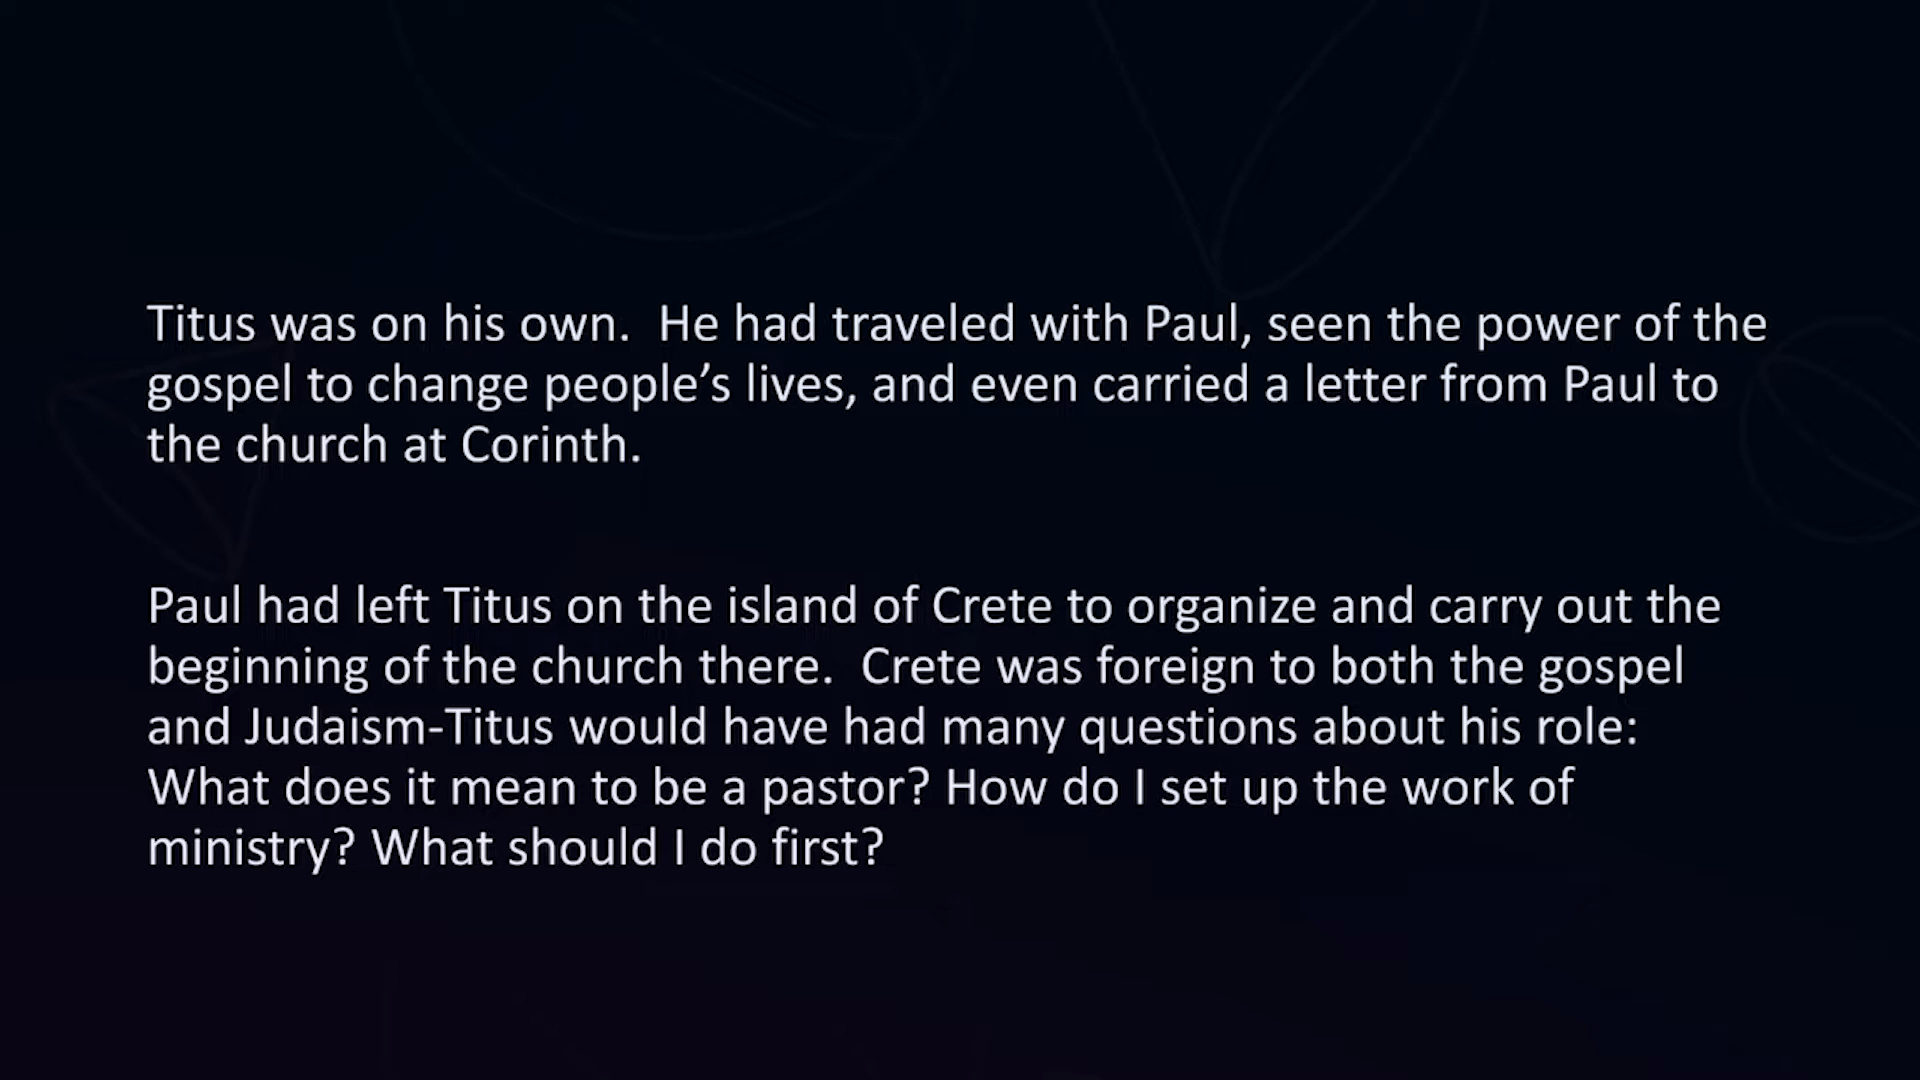 Titus was on his own.  He had traveled with Paul, seen the power of the
gospel to change people’s lives, and even carried a letter from Paul to
the church at Corinth.
Paul had left Titus on the island of Crete to organize and carry out the
beginning of the church there.  Crete was foreign to both the gospel
and Judaism-Titus would have had many questions about his role:
What does it mean to be a pastor? How do I set up the work of
ministry? What should I do first?